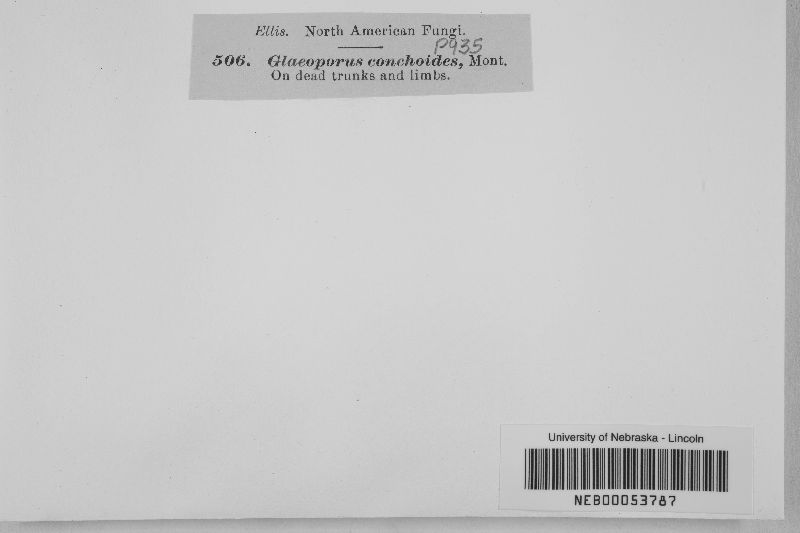 Ellis. North American Fungi.
P935
506. Glaeoporus conchoides, Mont.
On dead trunks and limbs.
University of Nebraska - Lincoln
NEB00053787